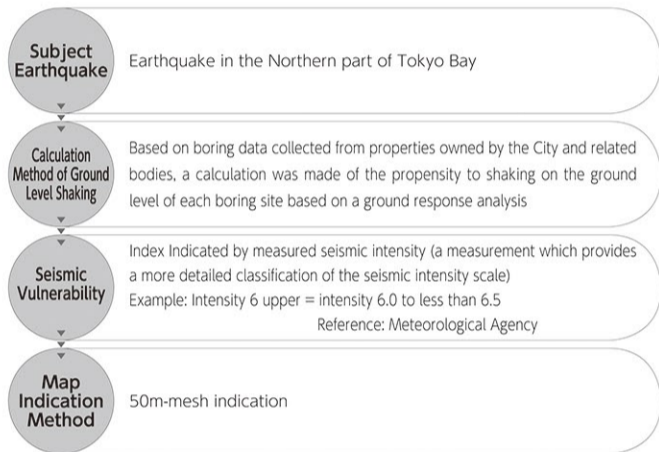 Subject
Earthquake
Earthquake in the Northern part of Tokyo Bay
Calculation
Method of Ground
Level Shaking
Based on boring data collected from properties owned by the City and related
bodies, a calculation was made of the propensity to shaking on the ground
level of each boring site based on a ground response analysis
Seismic
Vulnerability
Index Indicated by measured seismic intensity (a measurement which provides
a more detailed classification of the seismic intensity scale)
Example: Intensity 6 upper = intensity 6.0 to less than 6.5
Reference: Meteorological Agency
Map
Indication
Method
50m-mesh indication